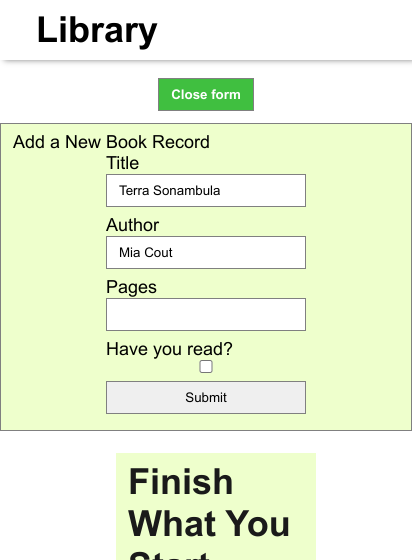 Library
Close form
Add a New Book Record
Title
Terra Sonambula
Author
Mia Cout
Pages
Have you read?
Submit
Finish
What You
Start